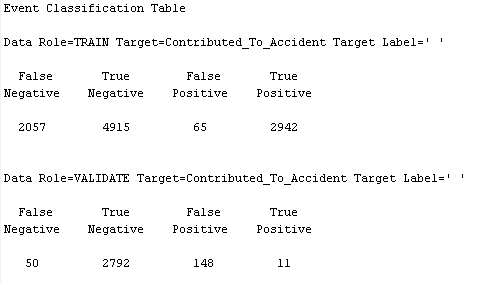 Event Classification Table
Data Role=TRAIN Target=Contributed_To_Accident Target Label=' '
False True False True
Negative Negative Positive Positive
2057 4915 65 2942
Data Role=VALIDATE Target=Contributed_To_Accident Target Label=' '
False True False True
Negative Negative Positive Positive
50 2792 148 11